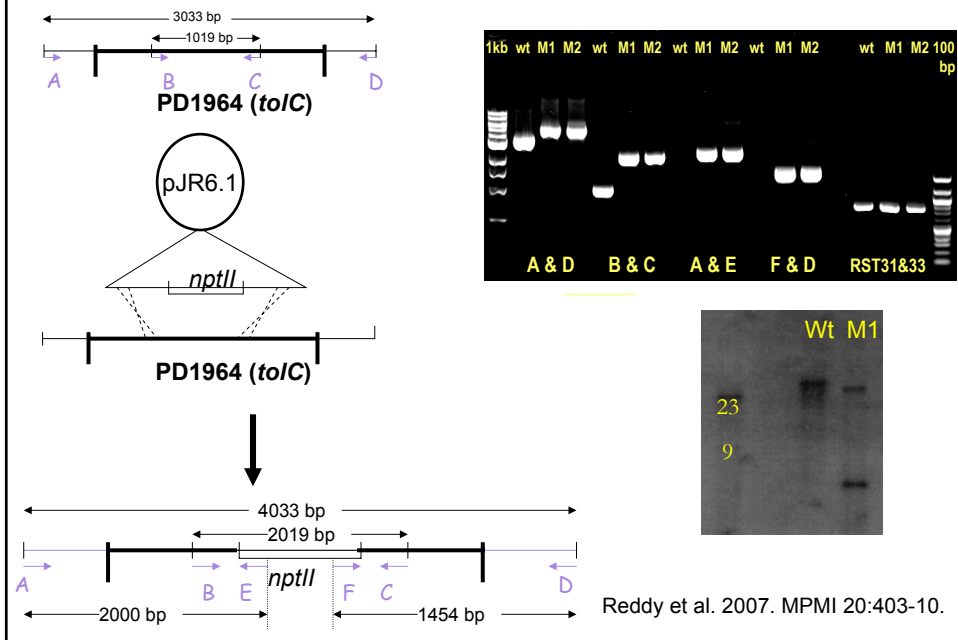 3033 bp
1019 bp
A B C D
PD1964 (tolC)
pJR6.1
nptII
PD1964 (tolC)
4033 bp
2019 bp
A B E nptII F C D
2000 bp 1454 bp
1kb wt M1 M2 wt M1 M2 wt M1 M2 wt M1 M2 wt M1 M2 100
bp
A & D B & C A & E F & D RST31&33
Wt M1
23
9
Reddy et al. 2007. MPMI 20:403-10.